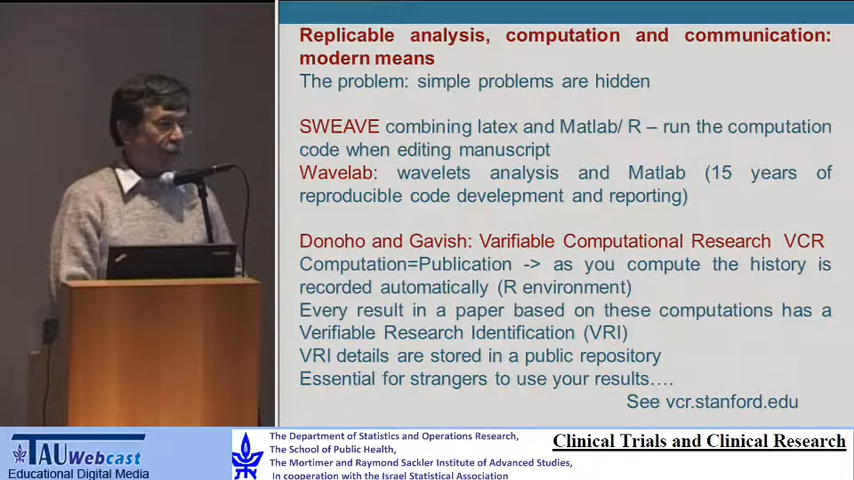 Replicable analysis, computation and communication:
modern means
The problem: simple problems are hidden
SWEAVE combining latex and Matlab/ R – run the computation
code when editing manuscript
Wavelab: wavelets analysis and Matlab (15 years of
reproducible code develepment and reporting)
Donoho and Gavish: Varifiable Computational Research VCR
Computation=Publication -> as you compute the history is
recorded automatically (R environment)
Every result in a paper based on these computations has a
Verifiable Research Identification (VRI)
VRI details are stored in a public repository
Essential for strangers to use your results….
See vcr.stanford.edu
TAU Webcast
Educational Digital Media
The Department of Statistics and Operations Research,
The School of Public Health,
The Mortimer and Raymond Sackler Institute of Advanced Studies,
In cooperation with the Israel Statistical Association
Clinical Trials and Clinical Research